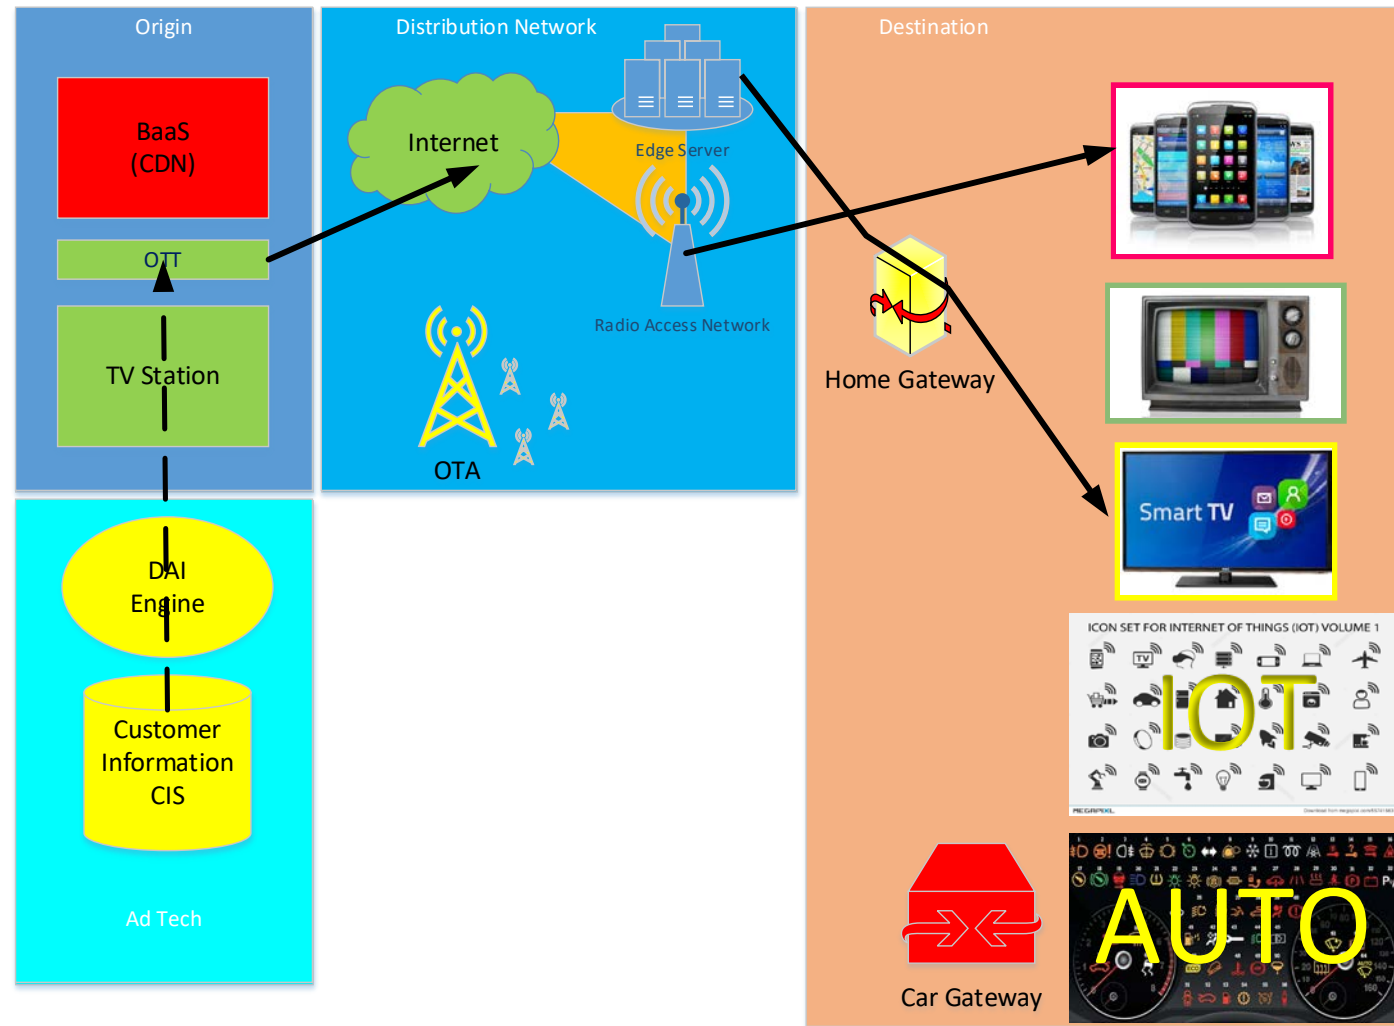 Origin
Distribution Network
Destination
BaaS
(CDN)
Internet
Edge Server
OTT
Radio Access Network
TV Station
Home Gateway
OTA
Smart TV
DAI
Engine
ICON SET FOR INTERNET OF THINGS (IOT) VOLUME 1
TV
IOT
Customer
Information
CIS
MEGAPIXL
Ad Tech
AUTO
Car Gateway